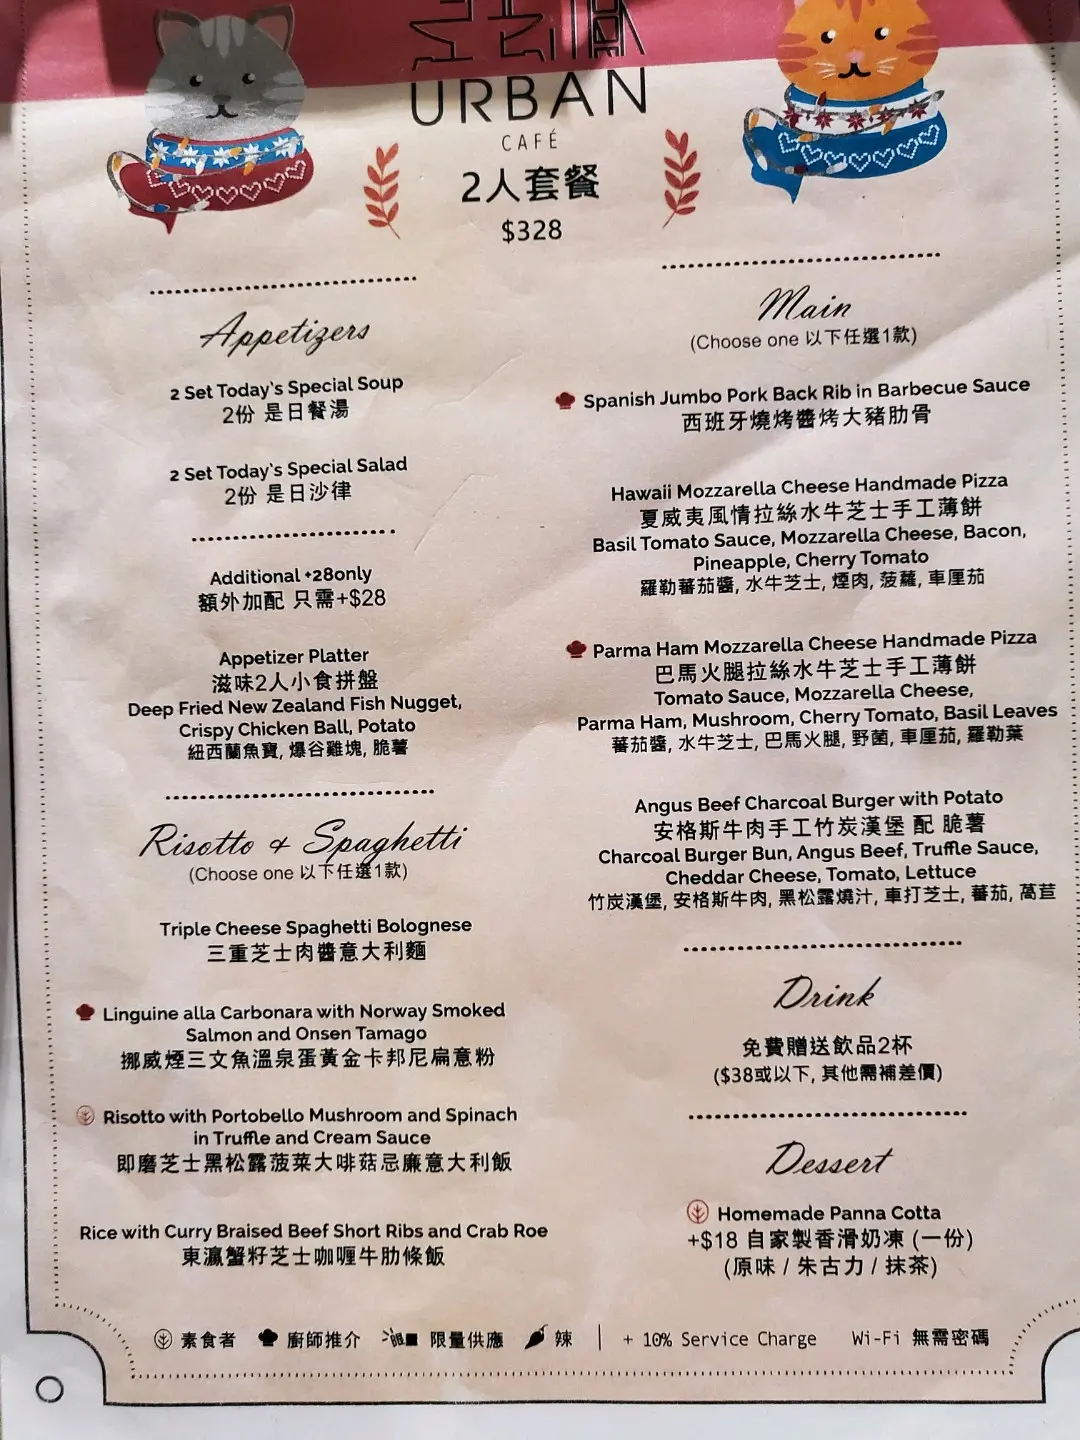 URBAN
CAFÉ
2人套餐
$328
Appetizers
2 Set Today's Special Soup
2份 是日餐湯
2 Set Today's Special Salad
2份 是日沙律
Additional +28only
額外加配 只需+$28
Appetizer Platter
滋味2人小食拼盤
Deep Fried New Zealand Fish Nugget,
Crispy Chicken Ball, Potato
紐西蘭魚寶, 爆谷雞塊, 脆薯
Risotto & Spaghetti
(Choose one 以下任選1款)
Triple Cheese Spaghetti Bolognese
三重芝士肉醬意大利麵
Linguine alla Carbonara with Norway Smoked
Salmon and Onsen Tamago
挪威煙三文魚溫泉蛋黃金卡邦尼扁意粉
Risotto with Portobello Mushroom and Spinach
in Truffle and Cream Sauce
即磨芝士黑松露菠菜大啡菇忌廉意大利飯
Rice with Curry Braised Beef Short Ribs and Crab Roe
東瀛蟹籽芝士咖喱牛肋條飯
Main
(Choose one 以下任選1款)
Spanish Jumbo Pork Back Rib in Barbecue Sauce
西班牙燒烤醬烤大豬肋骨
Hawaii Mozzarella Cheese Handmade Pizza
夏威夷風情拉絲水牛芝士手工薄餅
Basil Tomato Sauce, Mozzarella Cheese, Bacon,
Pineapple, Cherry Tomato
羅勒蕃茄醬, 水牛芝士, 煙肉, 菠蘿, 車厘茄
Parma Ham Mozzarella Cheese Handmade Pizza
巴馬火腿拉絲水牛芝士手工薄餅
Tomato Sauce, Mozzarella Cheese,
Parma Ham, Mushroom, Cherry Tomato, Basil Leaves
蕃茄醬, 水牛芝士, 巴馬火腿, 野菌, 車厘茄, 羅勒葉
Angus Beef Charcoal Burger with Potato
安格斯牛肉手工竹炭漢堡 配 脆薯
Charcoal Burger Bun, Angus Beef, Truffle Sauce,
Cheddar Cheese, Tomato, Lettuce
竹炭漢堡, 安格斯牛肉, 黑松露燒汁, 車打芝士, 蕃茄, 萵苣
Drink
免費贈送飲品2杯
($38或以下, 其他需補差價)
Dessert
Homemade Panna Cotta
+$18 自家製香滑奶凍 (一份)
(原味 / 朱古力 / 抹茶)
素食者 廚師推介 限量供應 辣 | + 10% Service Charge Wi-Fi 無需密碼